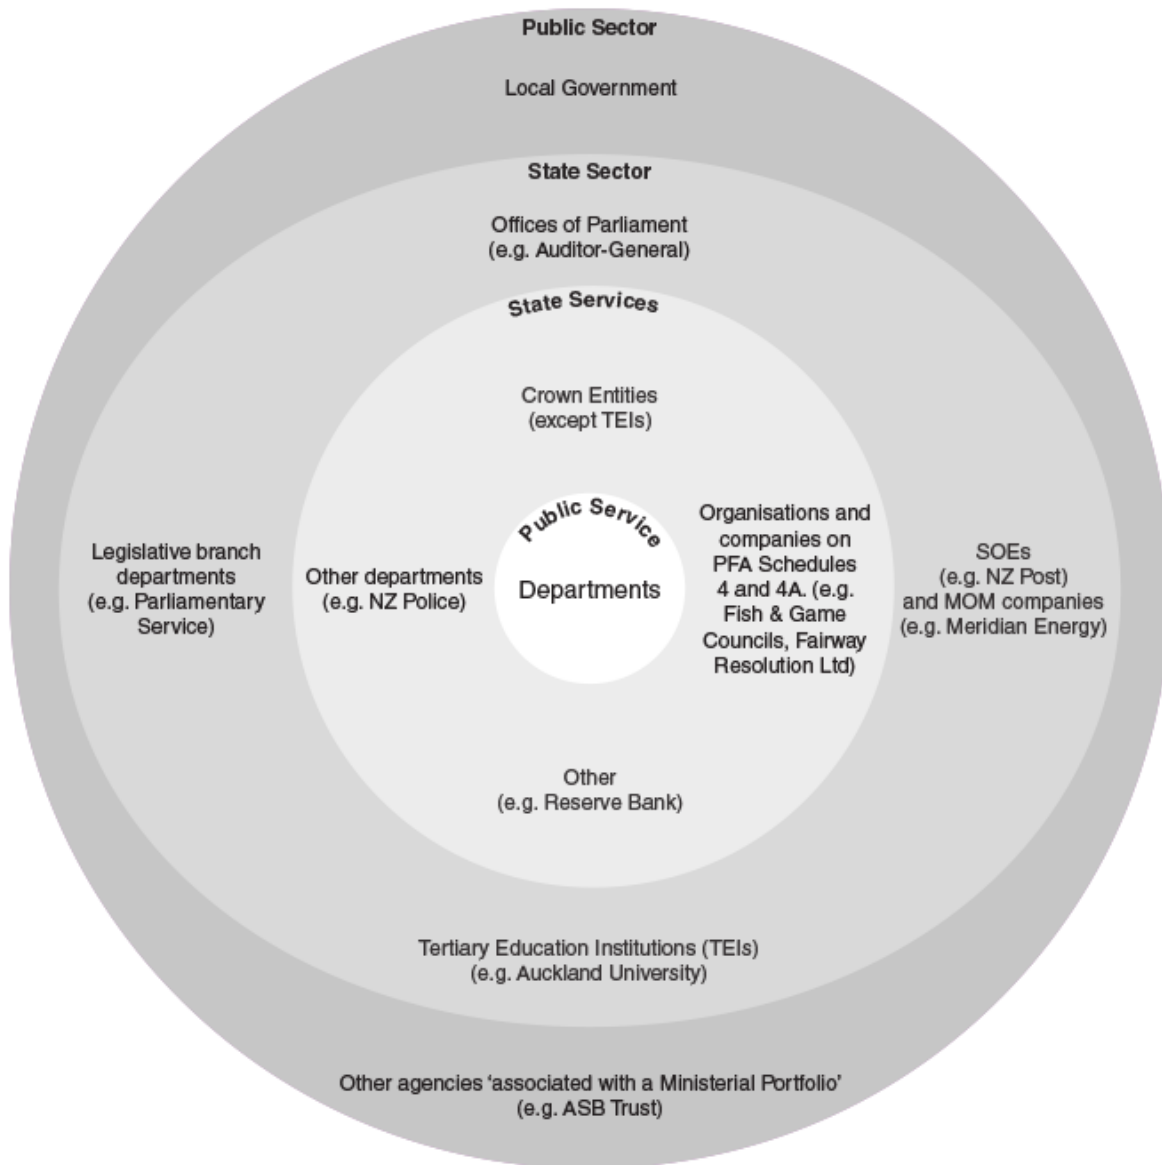 Public Sector
Local Government
State Sector
Offices of Parliament
(e.g. Auditor-General)
State Services
Crown Entities
(except TEIs)
Legislative branch
departments
(e.g. Parliamentary
Service)
Other departments
(e.g. NZ Police)
Public Service
Departments
Organisations and
companies on
PFA Schedules
4 and 4A. (e.g.
Fish & Game
Councils, Fairway
Resolution Ltd)
SOEs
(e.g. NZ Post)
and MOM companies
(e.g. Meridian Energy)
Other
(e.g. Reserve Bank)
Tertiary Education Institutions (TEIs)
(e.g. Auckland University)
Other agencies ‘associated with a Ministerial Portfolio’
(e.g. ASB Trust)